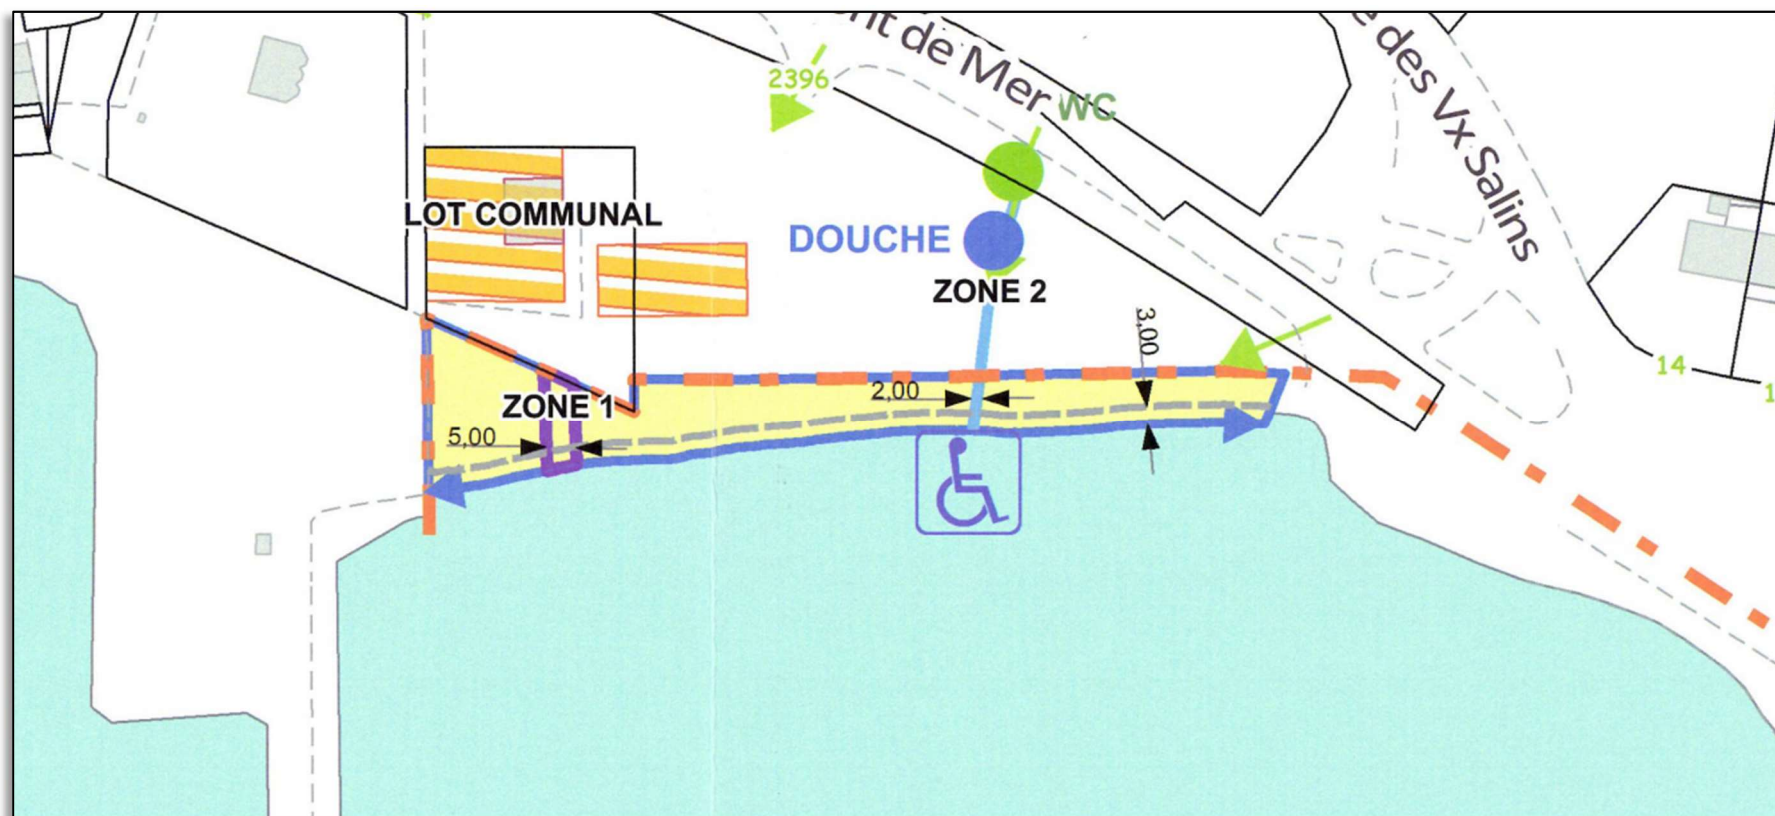 nt de Mer
e des Vx Salins
2396
WC
LOT COMMUNAL
DOUCHE
ZONE 2
3,00
14
2,00
1
ZONE 1
5,00